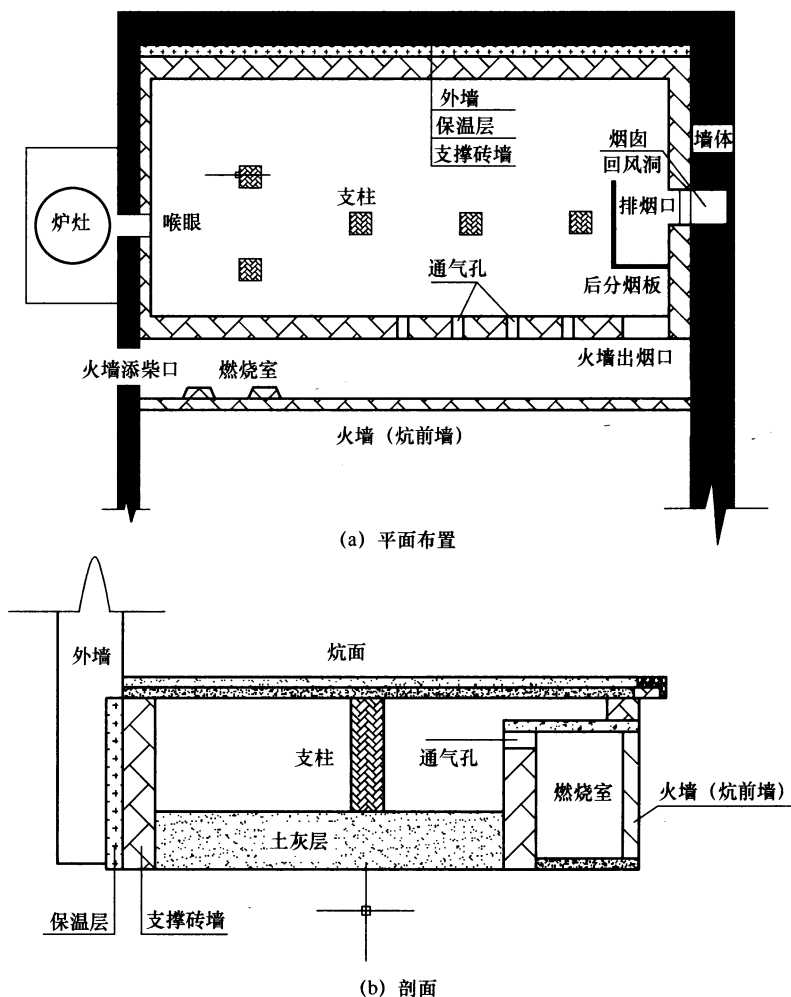 外墙
保温层
支撑砖墙
烟囱
回风洞
墙体
炉灶
喉眼
支柱
排烟口
通气孔
后分烟板
火墙添柴口
燃烧室
火墙出烟口
火墙（炕前墙）
(a) 平面布置
外墙
炕面
支柱
通气孔
燃烧室
火墙（炕前墙）
土灰层
保温层
支撑砖墙
(b) 剖面